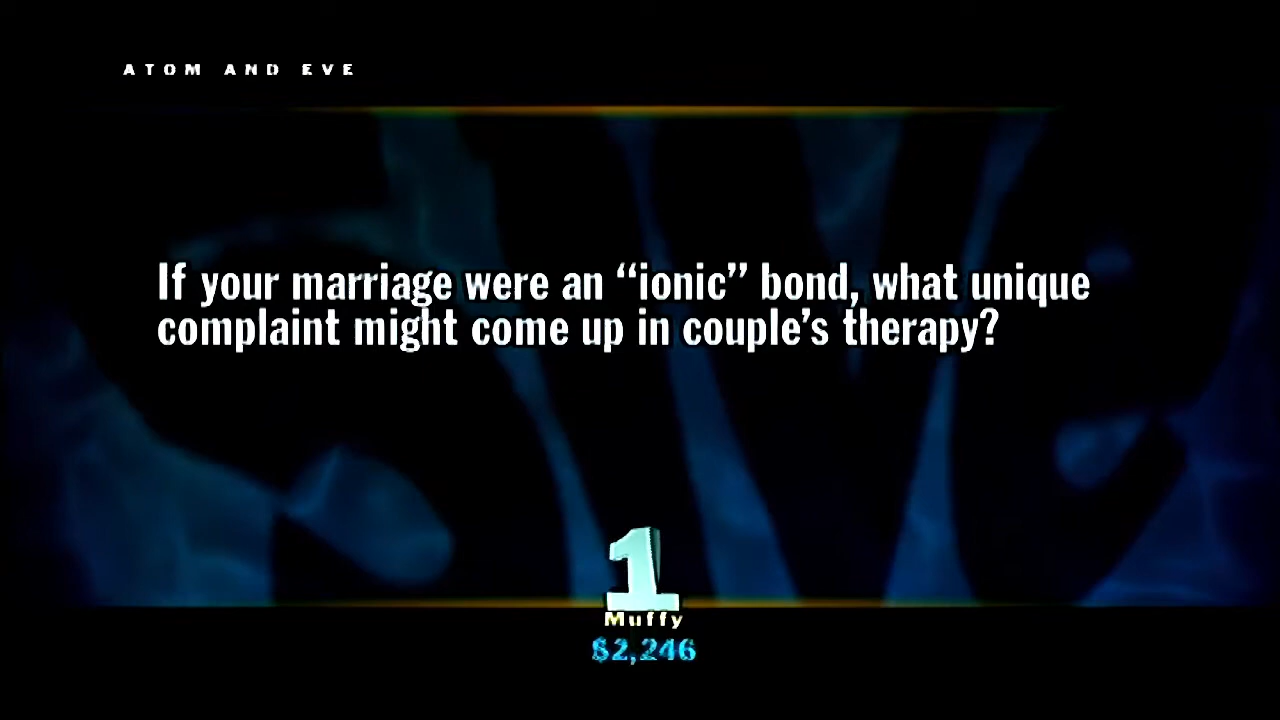 ATOM AND EVE
If your marriage were an “ionic” bond, what unique
complaint might come up in couple’s therapy?
1
Muffy
$2,246